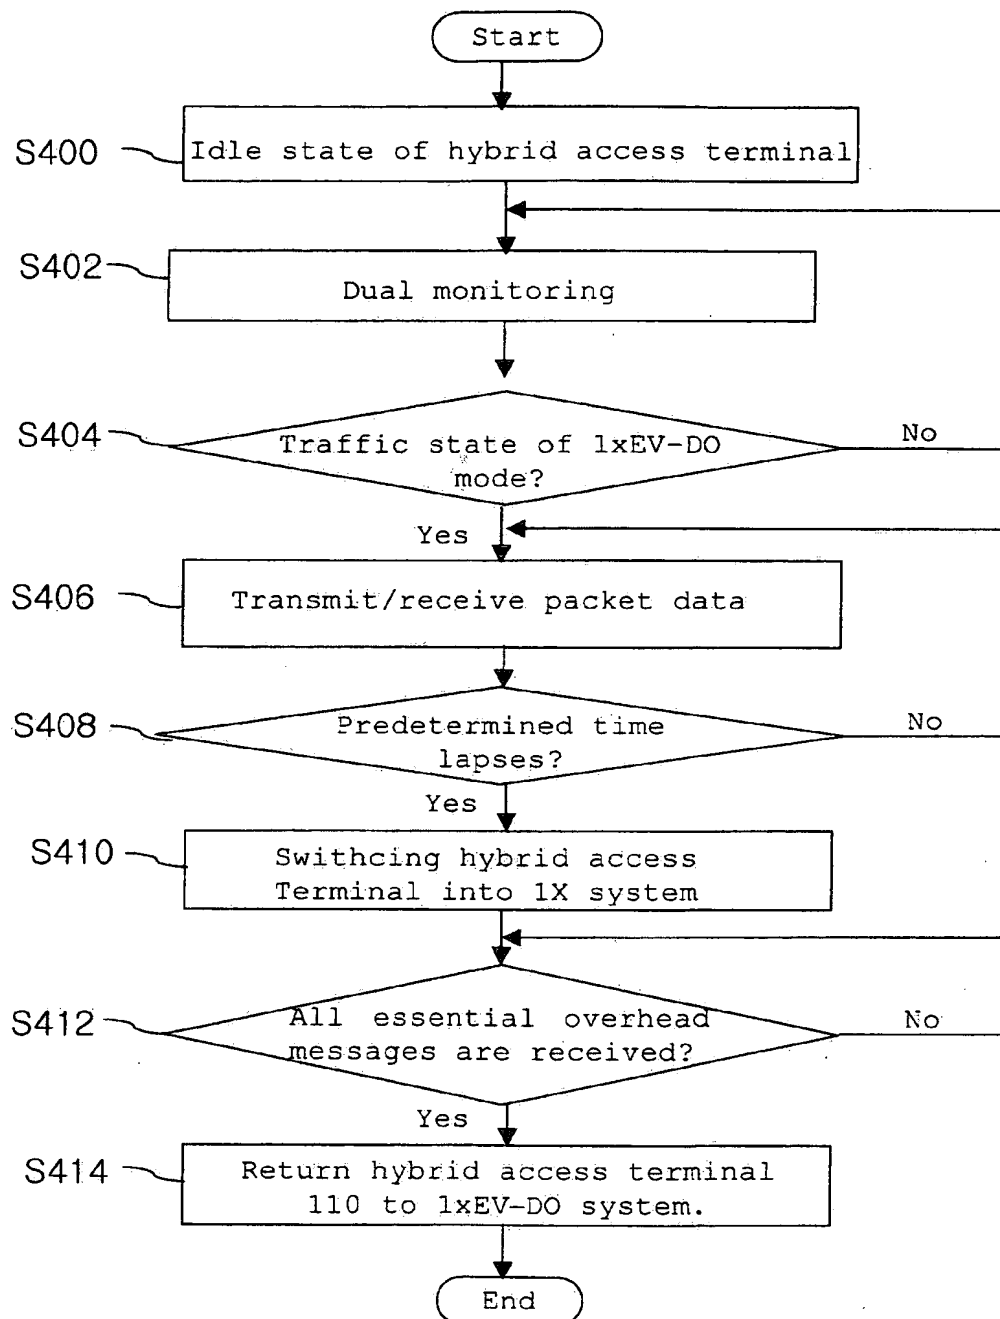 Start
S400
Idle state of hybrid access terminal
S402
Dual monitoring
S404
Traffic state of 1xEV-DO
mode?
No
Yes
S406
Transmit/receive packet data
S408
Predetermined time
lapses?
No
Yes
S410
Swithcing hybrid access
Terminal into 1X system
S412
All essential overhead
messages are received?
No
Yes
S414
Return hybrid access terminal
110 to 1xEV-DO system.
End